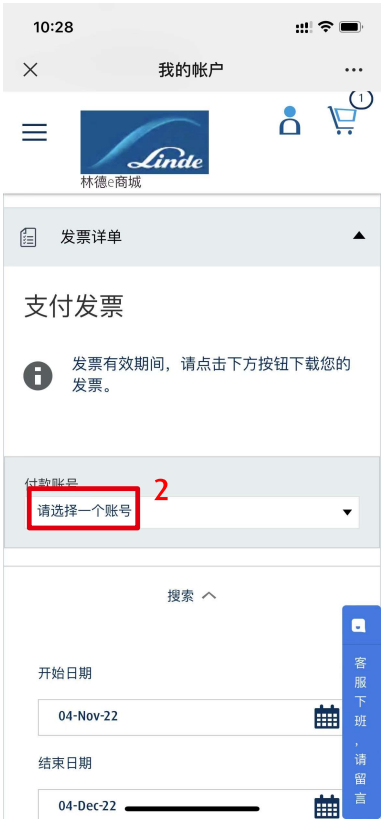 10:28
我的帐户
1
Linde
林德e商城
发票详单
支付发票
发票有效期间，请点击下方按钮下载您的
发票。
付款账号
2
请选择一个账号
搜索
开始日期
04-Nov-22
结束日期
04-Dec-22
客服下班，请留言